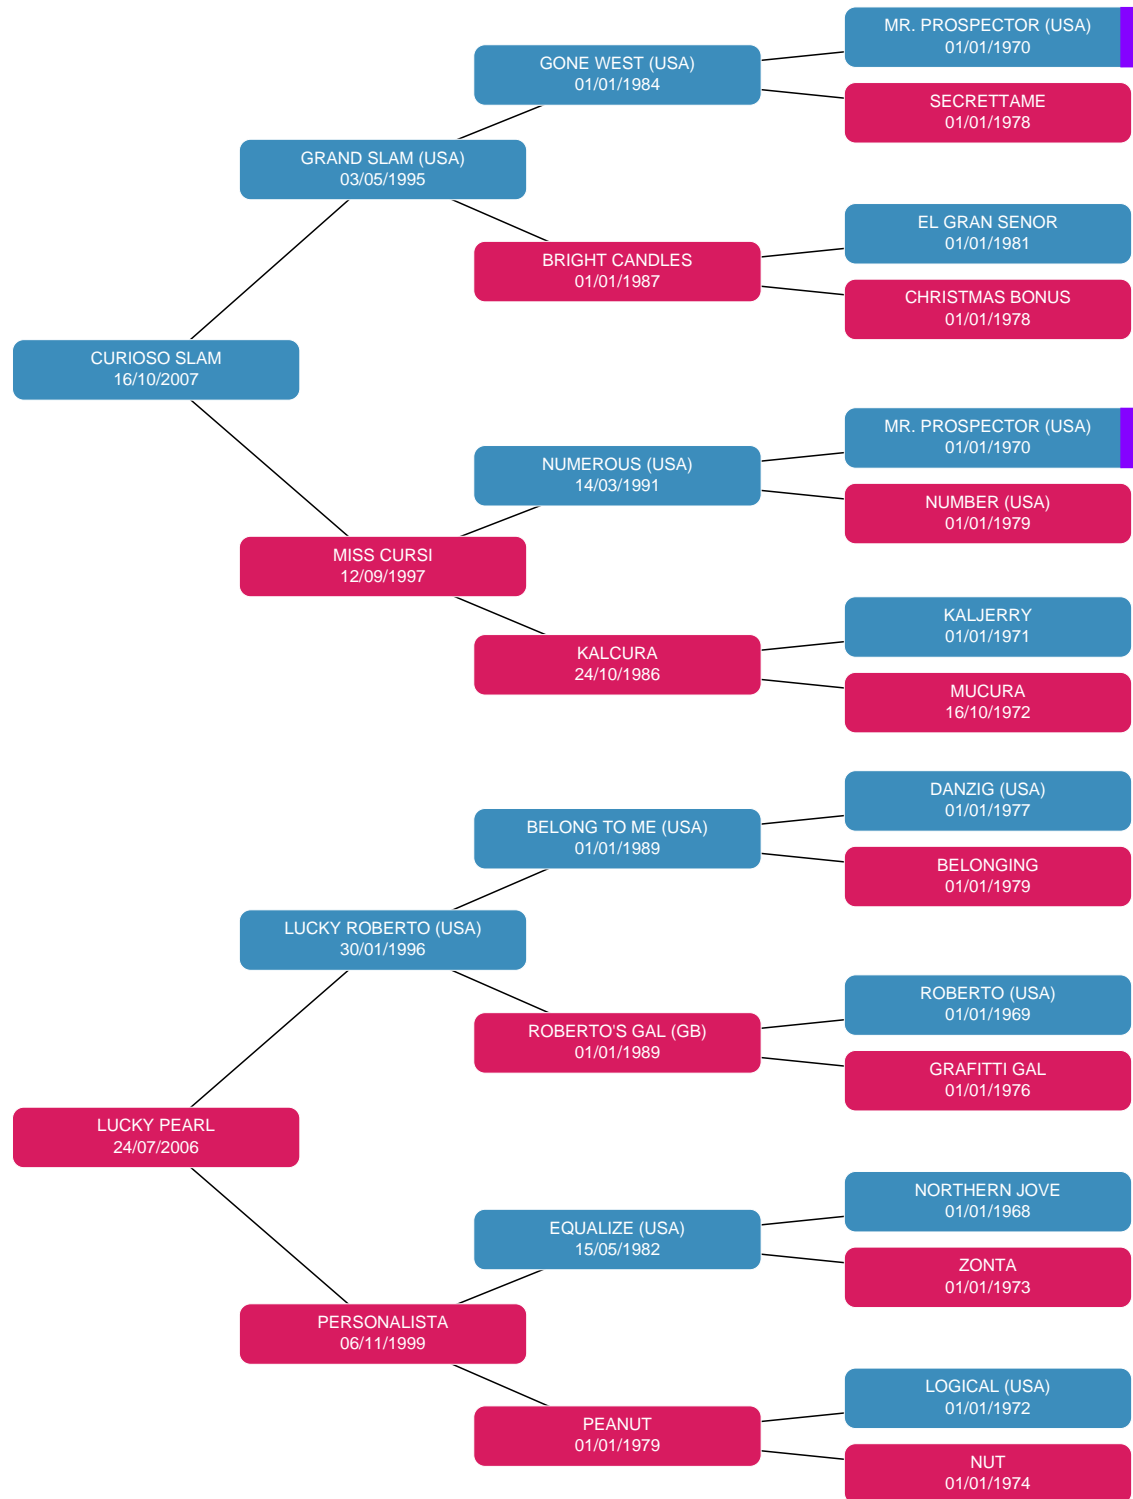 MR. PROSPECTOR (USA)
01/01/1970
GONE WEST (USA)
01/01/1984
SECRETTAME
01/01/1978
GRAND SLAM (USA)
03/05/1995
EL GRAN SENOR
01/01/1981
BRIGHT CANDLES
01/01/1987
CHRISTMAS BONUS
01/01/1978
CURIOSO SLAM
16/10/2007
MR. PROSPECTOR (USA)
01/01/1970
NUMEROUS (USA)
14/03/1991
NUMBER (USA)
01/01/1979
MISS CURSI
12/09/1997
KALJERRY
01/01/1971
KALCURA
24/10/1986
MUCURA
16/10/1972
DANZIG (USA)
01/01/1977
BELONG TO ME (USA)
01/01/1989
BELONGING
01/01/1979
LUCKY ROBERTO (USA)
30/01/1996
ROBERTO (USA)
01/01/1969
ROBERTO'S GAL (GB)
01/01/1989
GRAFITTI GAL
01/01/1976
LUCKY PEARL
24/07/2006
NORTHERN JOVE
01/01/1968
EQUALIZE (USA)
15/05/1982
ZONTA
01/01/1973
PERSONALISTA
06/11/1999
LOGICAL (USA)
01/01/1972
PEANUT
01/01/1979
NUT
01/01/1974